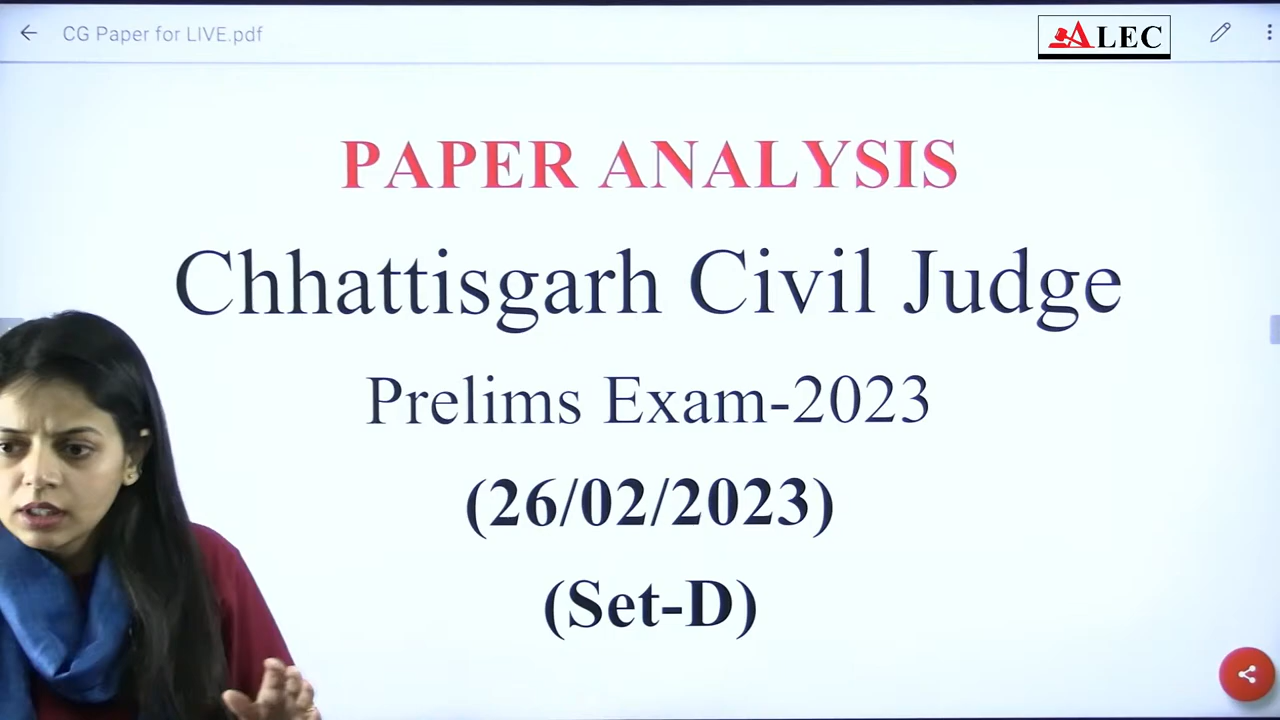 CG Paper for LIVE.pdf
ALEC
PAPER ANALYSIS
Chhattisgarh Civil Judge
Prelims Exam-2023
(26/02/2023)
(Set-D)